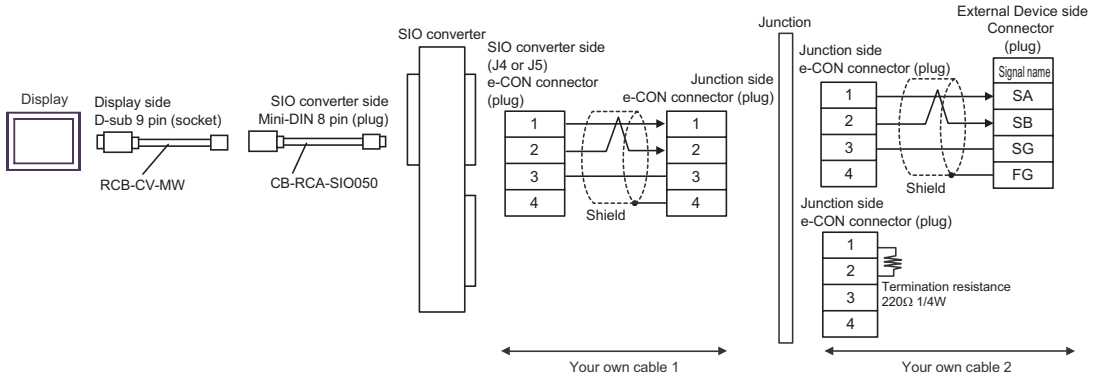 Display
Display side
D-sub 9 pin (socket)
RCB-CV-MW
SIO converter side
Mini-DIN 8 pin (plug)
CB-RCA-SIO050
SIO converter
SIO converter side
(J4 or J5)
e-CON connector
(plug)
1
2
3
4
Shield
Junction side
e-CON connector (plug)
1
2
3
4
Your own cable 1
Junction
Junction side
e-CON connector (plug)
1
2
3
4
Shield
External Device side
Connector
(plug)
Signal name
SA
SB
SG
FG
Junction side
e-CON connector (plug)
1
2
3
4
Termination resistance
220Ω 1/4W
Your own cable 2